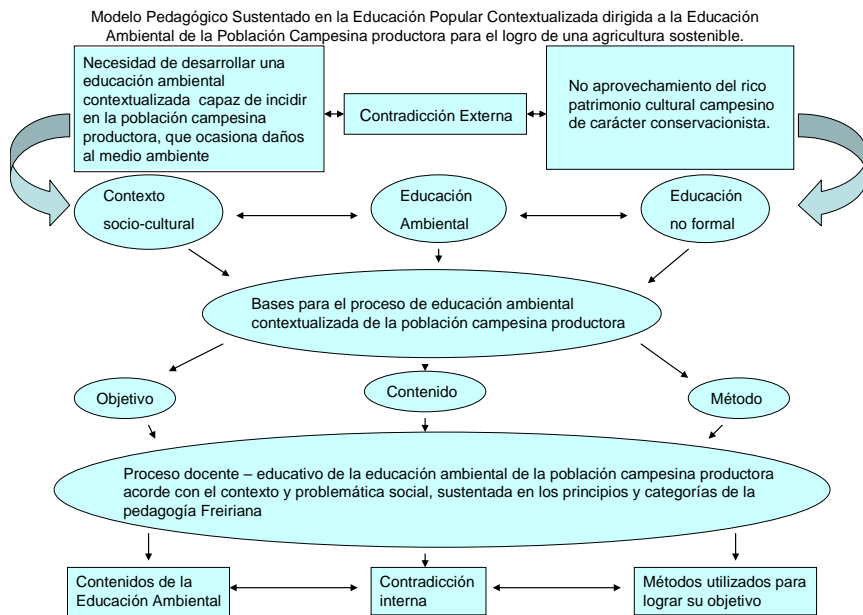 Modelo Pedagógico Sustentado en la Educación Popular Contextualizada dirigida a la Educación
Ambiental de la Población Campesina productora para el logro de una agricultura sostenible.
Necesidad de desarrollar una
educación ambiental
contextualizada capaz de incidir
en la población campesina
productora, que ocasiona daños
al medio ambiente
Contradicción Externa
No aprovechamiento del rico
patrimonio cultural campesino
de carácter conservacionista.
Contexto
socio-cultural
Educación
Ambiental
Educación
no formal
Bases para el proceso de educación ambiental
contextualizada de la población campesina productora
Objetivo
Contenido
Método
Proceso docente – educativo de la educación ambiental de la población campesina productora
acorde con el contexto y problemática social, sustentada en los principios y categorías de la
pedagogía Freiriana
Contenidos de la
Educación Ambiental
Contradicción
interna
Métodos utilizados para
lograr su objetivo